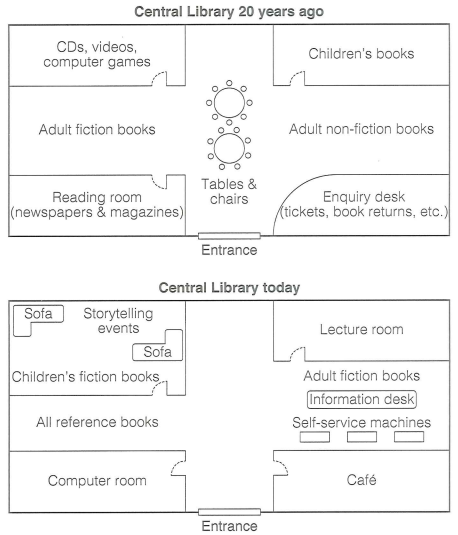 Central Library 20 years ago
CDs, videos,
computer games
Children's books
Adult fiction books
Adult non-fiction books
Reading room
(newspapers & magazines)
Tables &
chairs
Enquiry desk
(tickets, book returns, etc.)
Entrance
Central Library today
Sofa
Storytelling
events
Sofa
Children's fiction books
Lecture room
Adult fiction books
Information desk
Self-service machines
All reference books
Computer room
Café
Entrance